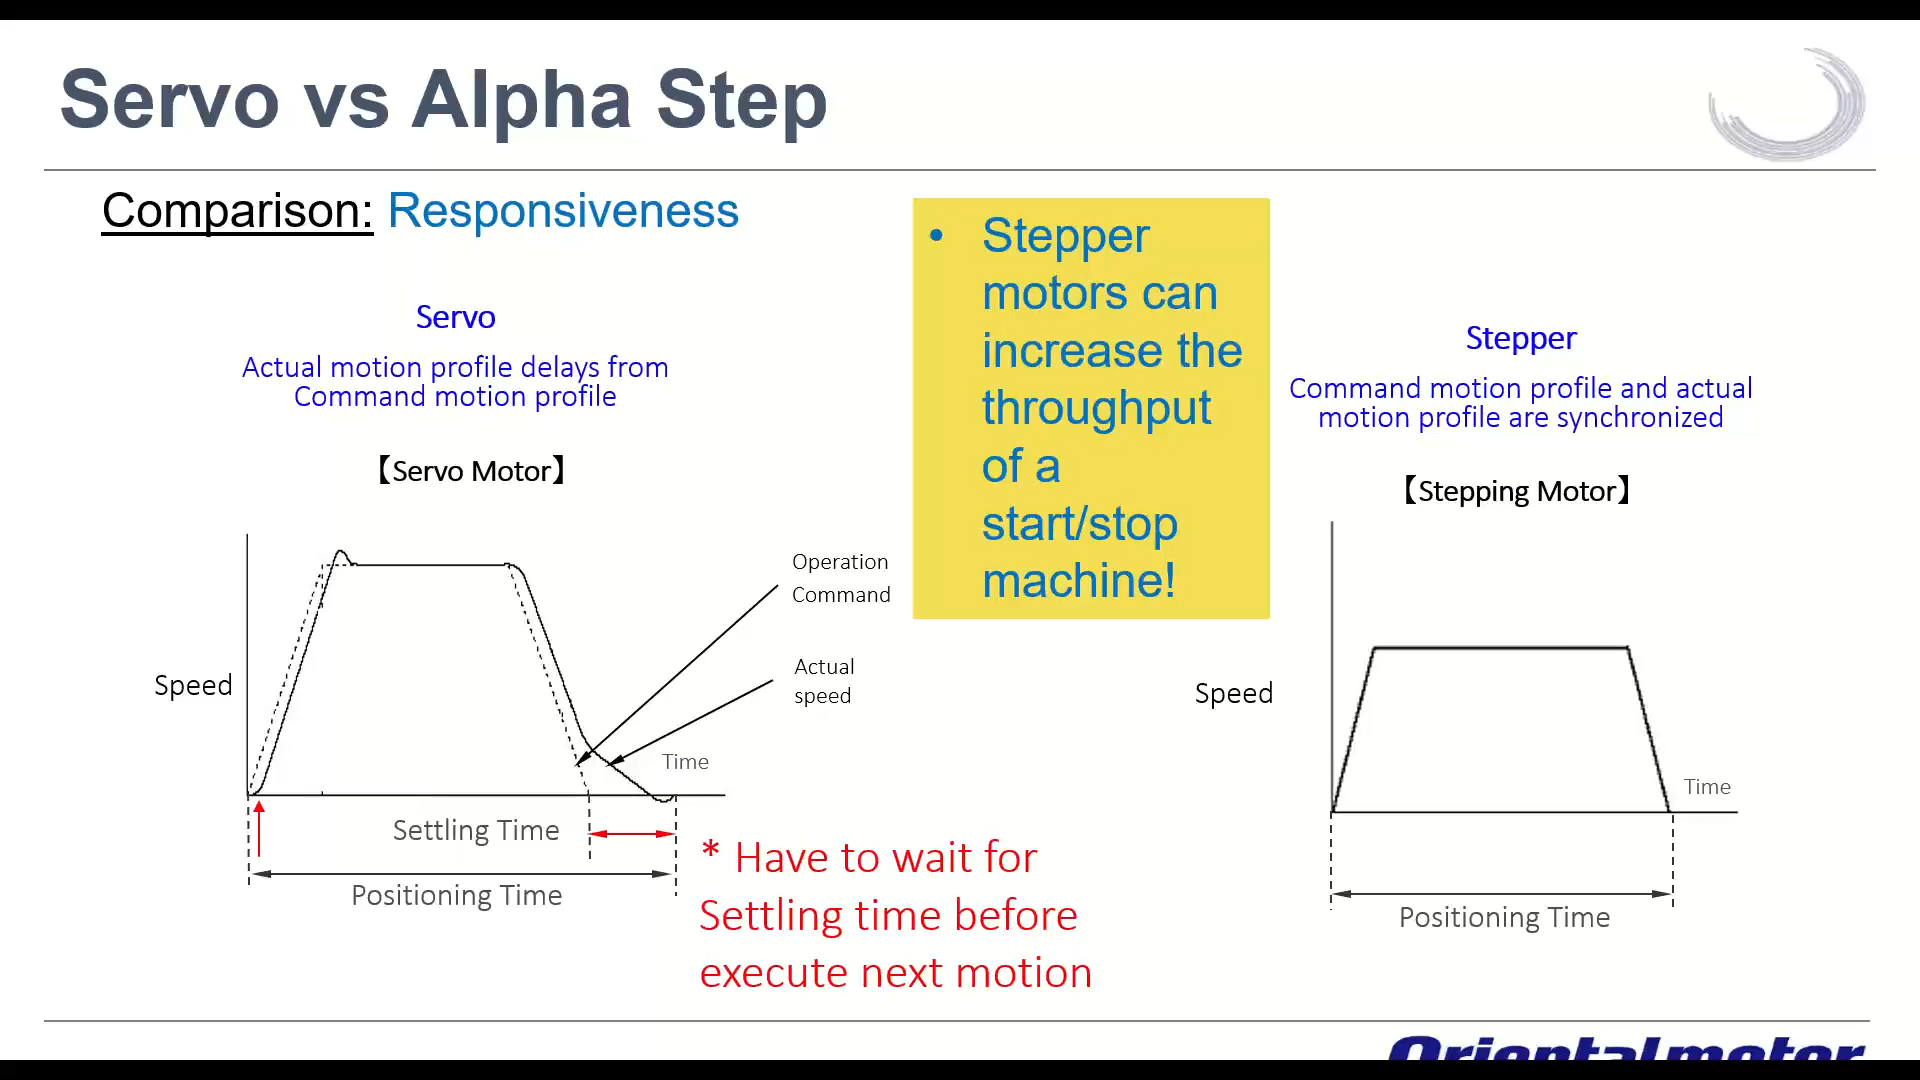 Servo vs Alpha Step
Comparison: Responsiveness
Servo
Actual motion profile delays from
Command motion profile
【Servo Motor】
Speed
Operation
Command
Actual
speed
Time
Settling Time
Positioning Time
* Have to wait for
Settling time before
execute next motion
• Stepper
motors can
increase the
throughput
of a
start/stop
machine!
Stepper
Command motion profile and actual
motion profile are synchronized
【Stepping Motor】
Speed
Time
Positioning Time
Orientalmotor